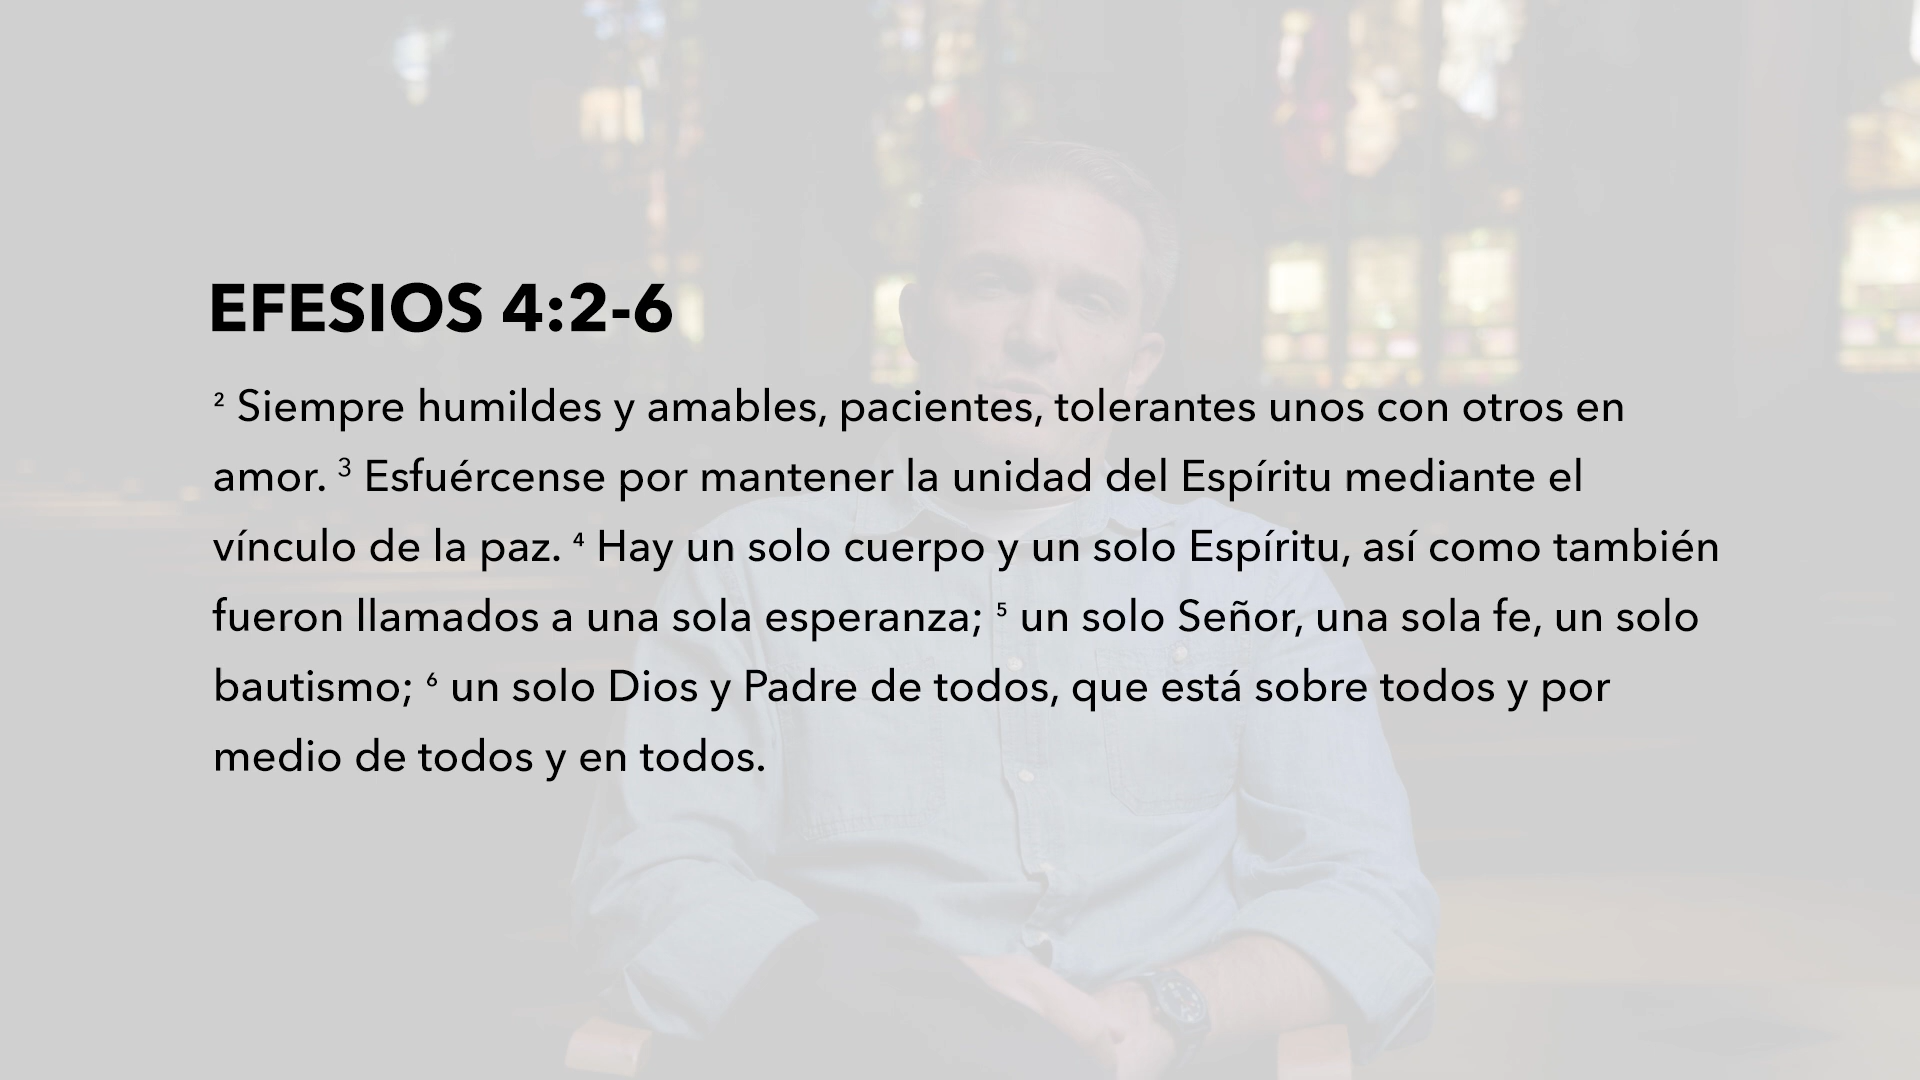 EFESIOS 4:2-6
² Siempre humildes y amables, pacientes, tolerantes unos con otros en
amor. ³ Esfuércense por mantener la unidad del Espíritu mediante el
vínculo de la paz. ⁴ Hay un solo cuerpo y un solo Espíritu, así como también
fueron llamados a una sola esperanza; ⁵ un solo Señor, una sola fe, un solo
bautismo; ⁶ un solo Dios y Padre de todos, que está sobre todos y por
medio de todos y en todos.